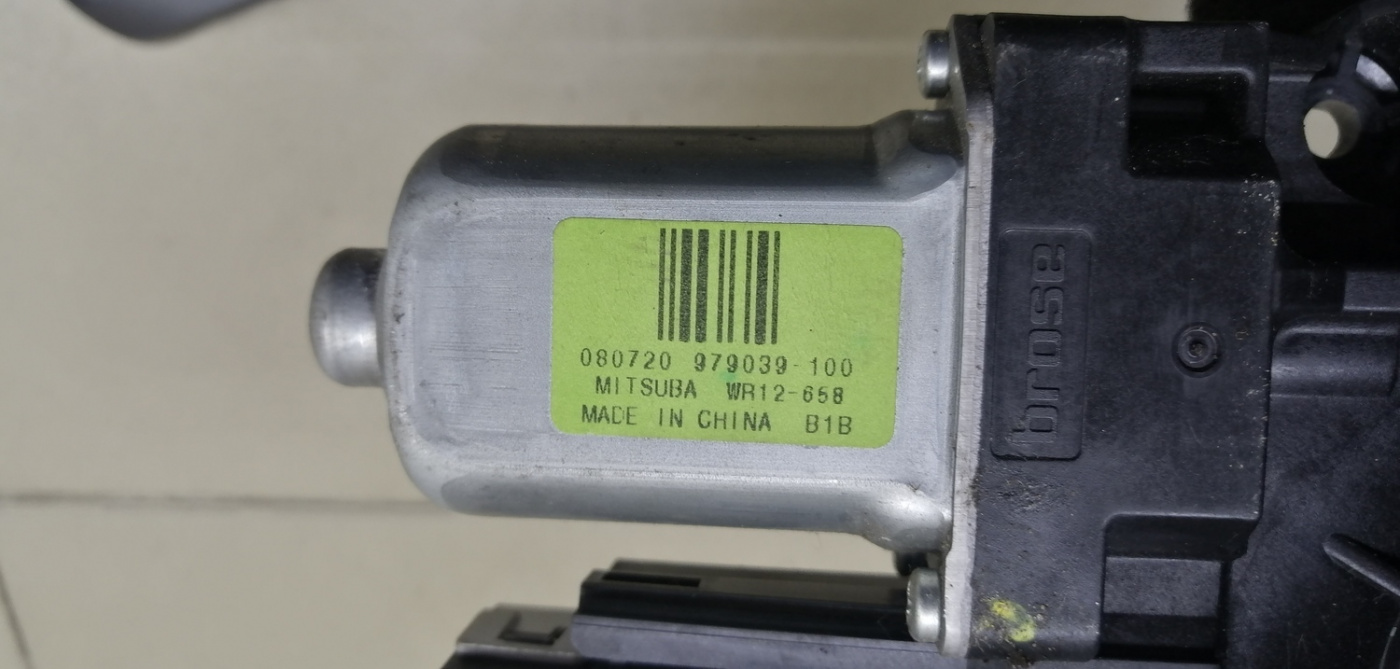 080720 979039-100
MITSUBA WR12-658
MADE IN CHINA B1B
brose